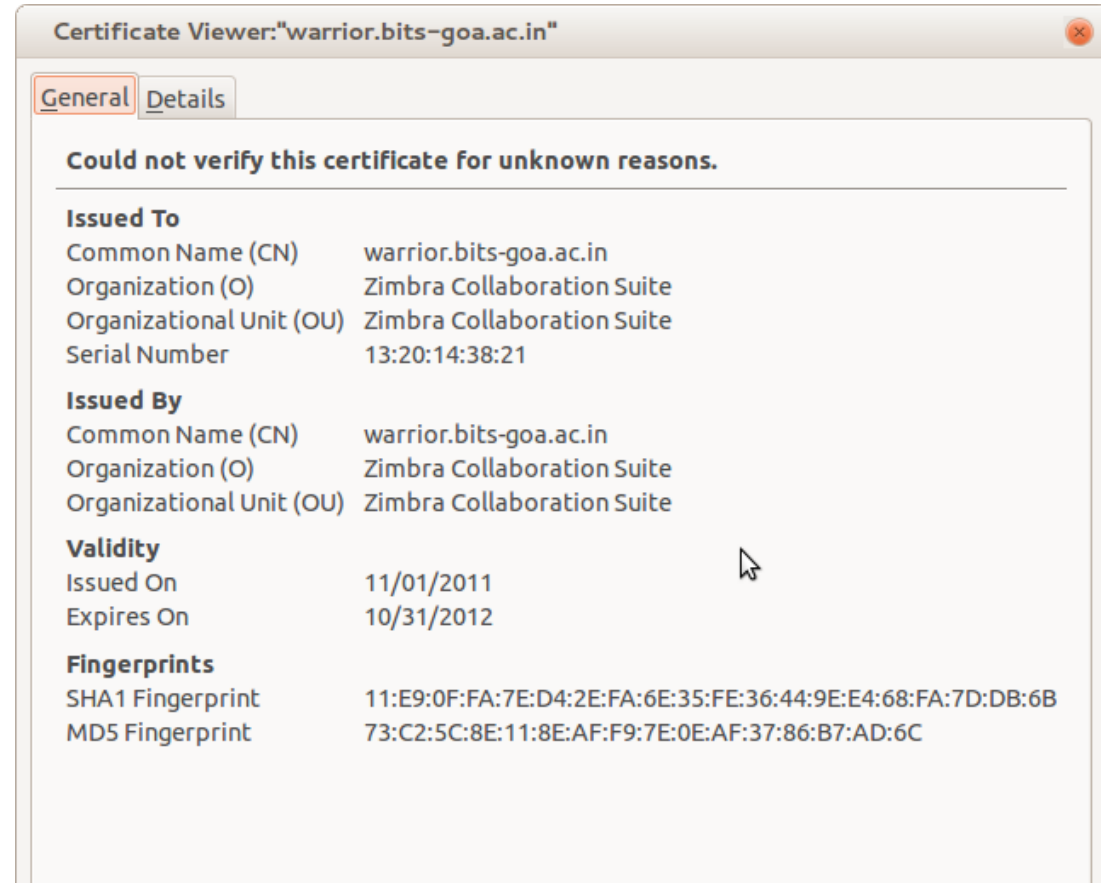 Certificate Viewer:"warrior.bits-goa.ac.in"
General Details
Could not verify this certificate for unknown reasons.
Issued To
Common Name (CN) warrior.bits-goa.ac.in
Organization (O) Zimbra Collaboration Suite
Organizational Unit (OU) Zimbra Collaboration Suite
Serial Number 13:20:14:38:21
Issued By
Common Name (CN) warrior.bits-goa.ac.in
Organization (O) Zimbra Collaboration Suite
Organizational Unit (OU) Zimbra Collaboration Suite
Validity
Issued On 11/01/2011
Expires On 10/31/2012
Fingerprints
SHA1 Fingerprint 11:E9:0F:FA:7E:D4:2E:FA:6E:35:FE:36:44:9E:E4:68:FA:7D:DB:6B
MD5 Fingerprint 73:C2:5C:8E:11:8E:AF:F9:7E:0E:AF:37:86:B7:AD:6C